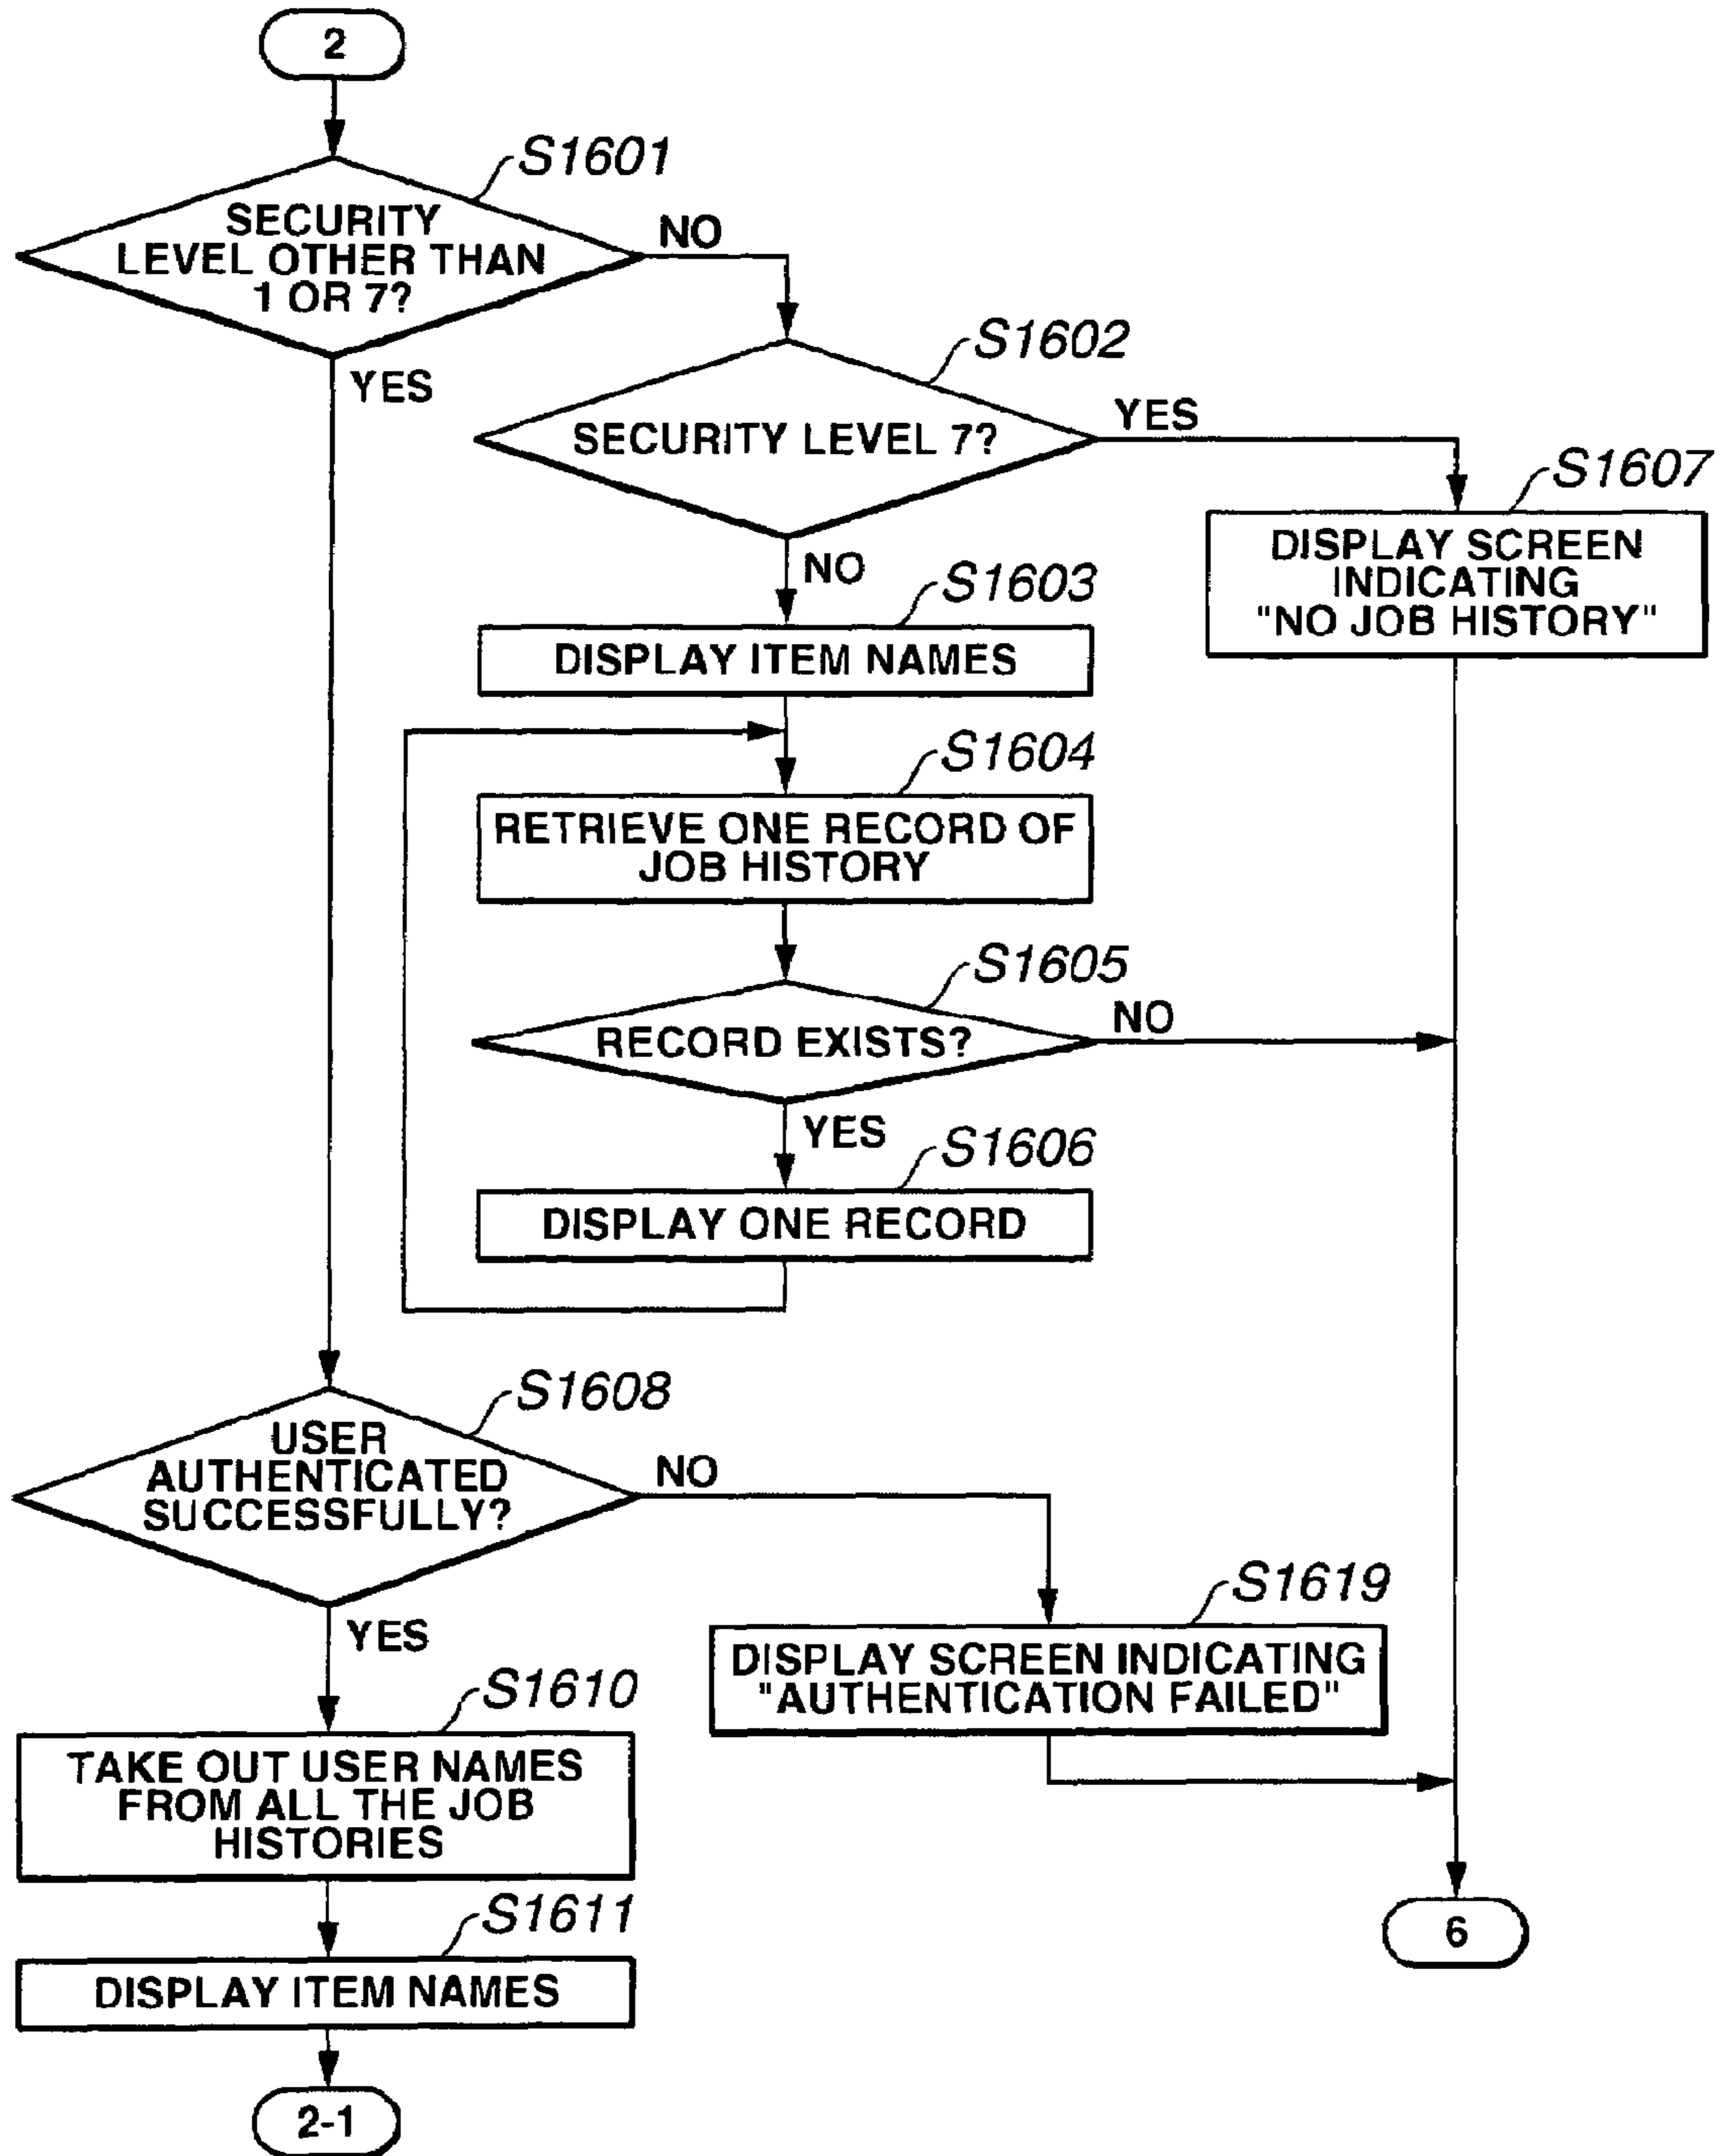 2
S1601
SECURITY
LEVEL OTHER THAN
1 OR 7?
NO
YES
S1602
SECURITY LEVEL 7?
YES
NO
S1607
DISPLAY SCREEN
INDICATING
"NO JOB HISTORY"
S1603
DISPLAY ITEM NAMES
S1604
RETRIEVE ONE RECORD OF
JOB HISTORY
S1605
RECORD EXISTS?
NO
YES
S1606
DISPLAY ONE RECORD
S1608
USER
AUTHENTICATED
SUCCESSFULLY?
NO
YES
S1619
DISPLAY SCREEN INDICATING
"AUTHENTICATION FAILED"
S1610
TAKE OUT USER NAMES
FROM ALL THE JOB
HISTORIES
S1611
DISPLAY ITEM NAMES
6
2-1